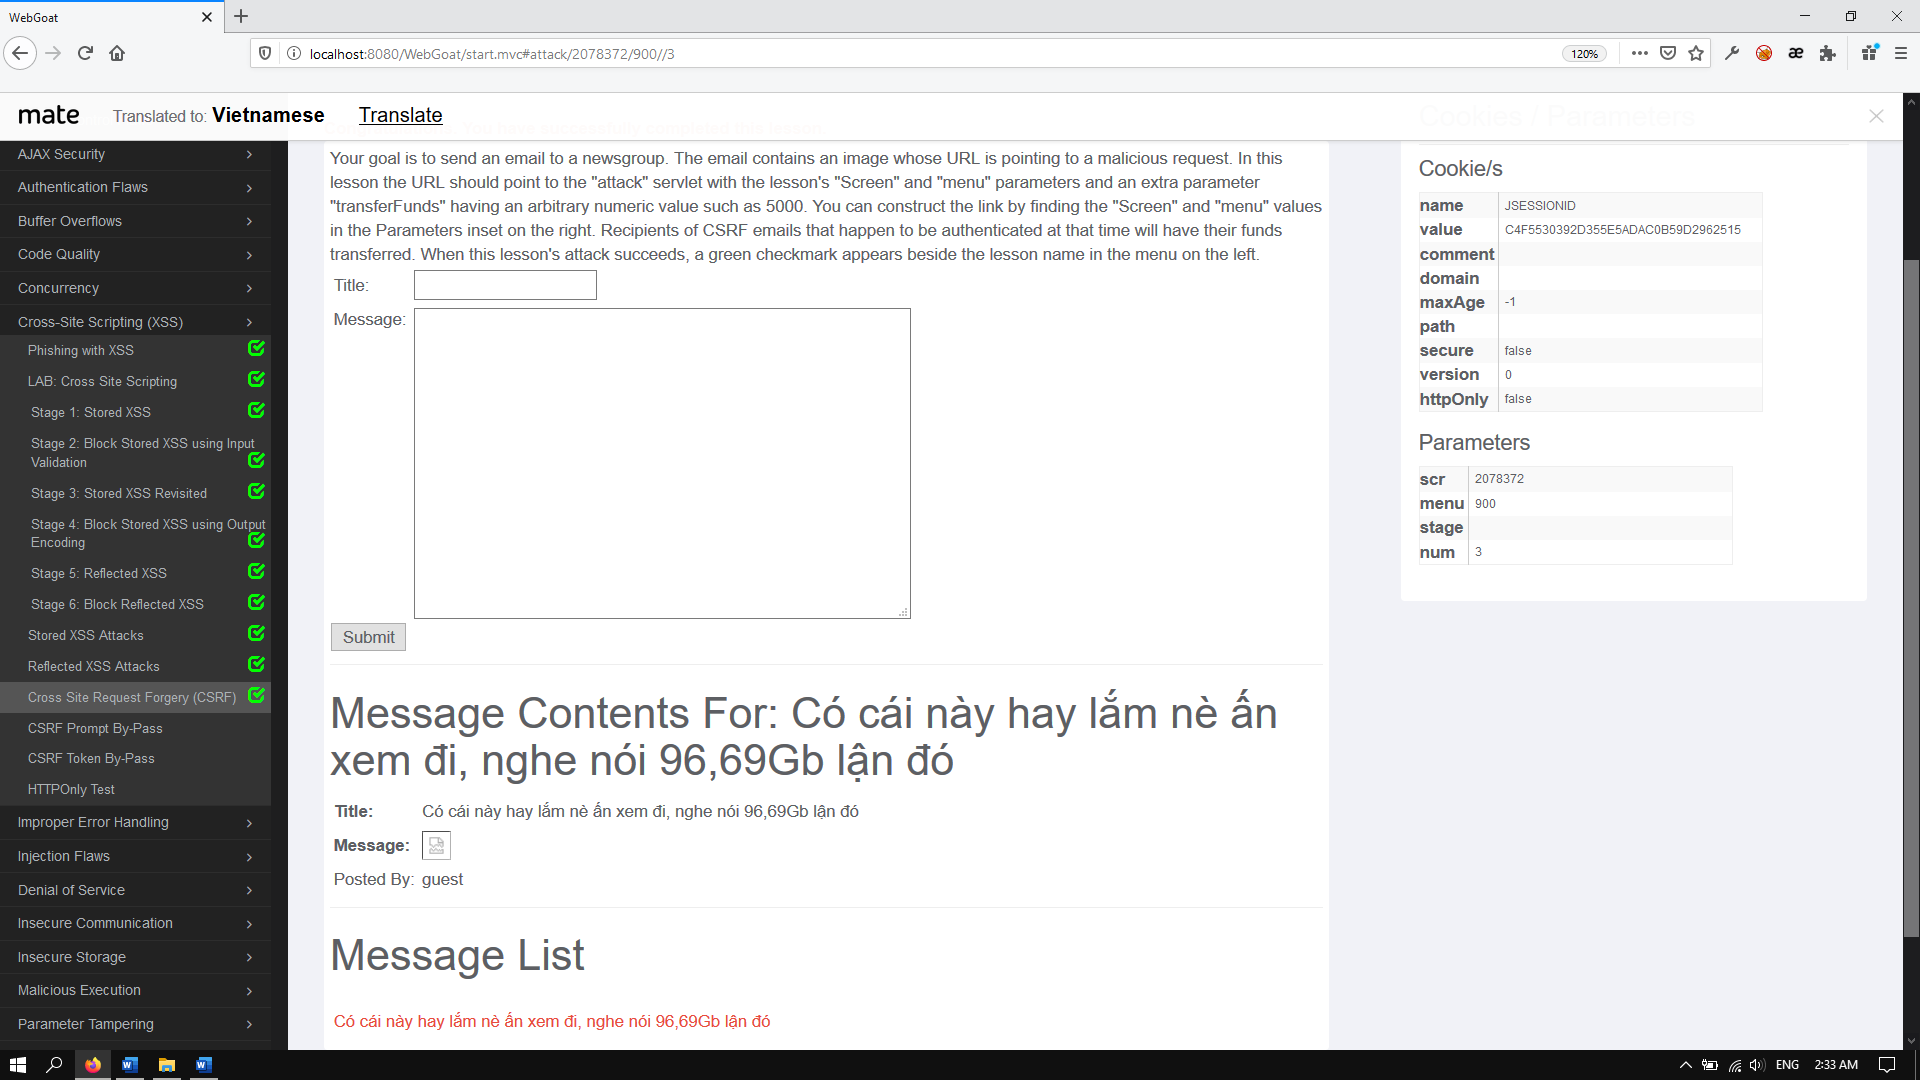 WebGoat
localhost:8080/WebGoat/start.mvc#attack/2078372/900//3
120%
mate
Translated to: Vietnamese
Translate
Cookies / Parameters
AJAX Security
Authentication Flaws
Buffer Overflows
Code Quality
Concurrency
Cross-Site Scripting (XSS)
Phishing with XSS
LAB: Cross Site Scripting
Stage 1: Stored XSS
Stage 2: Block Stored XSS using Input
Validation
Stage 3: Stored XSS Revisited
Stage 4: Block Stored XSS using Output
Encoding
Stage 5: Reflected XSS
Stage 6: Block Reflected XSS
Stored XSS Attacks
Reflected XSS Attacks
Cross Site Request Forgery (CSRF)
CSRF Prompt By-Pass
CSRF Token By-Pass
HTTPOnly Test
Improper Error Handling
Injection Flaws
Denial of Service
Insecure Communication
Insecure Storage
Malicious Execution
Parameter Tampering
Your goal is to send an email to a newsgroup. The email contains an image whose URL is pointing to a malicious request. In this
lesson the URL should point to the "attack" servlet with the lesson's "Screen" and "menu" parameters and an extra parameter
"transferFunds" having an arbitrary numeric value such as 5000. You can construct the link by finding the "Screen" and "menu" values
in the Parameters inset on the right. Recipients of CSRF emails that happen to be authenticated at that time will have their funds
transferred. When this lesson's attack succeeds, a green checkmark appears beside the lesson name in the menu on the left.
Title:
Message:
Submit
Message Contents For: Có cái này hay lắm nè ấn
xem đi, nghe nói 96,69Gb lận đó
Title: Có cái này hay lắm nè ấn xem đi, nghe nói 96,69Gb lận đó
Message:
Posted By: guest
Message List
Có cái này hay lắm nè ấn xem đi, nghe nói 96,69Gb lận đó
Cookie/s
name JSESSIONID
value C4F5530392D355E5ADAC0B59D2962515
comment
domain
maxAge -1
path
secure false
version 0
httpOnly false
Parameters
scr 2078372
menu 900
stage
num 3
ENG
2:33 AM